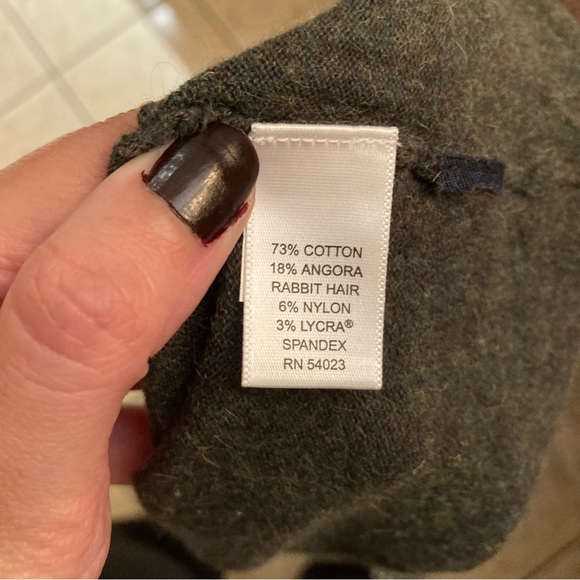 73% COTTON
18% ANGORA
RABBIT HAIR
6% NYLON
3% LYCRA®
SPANDEX
RN 54023